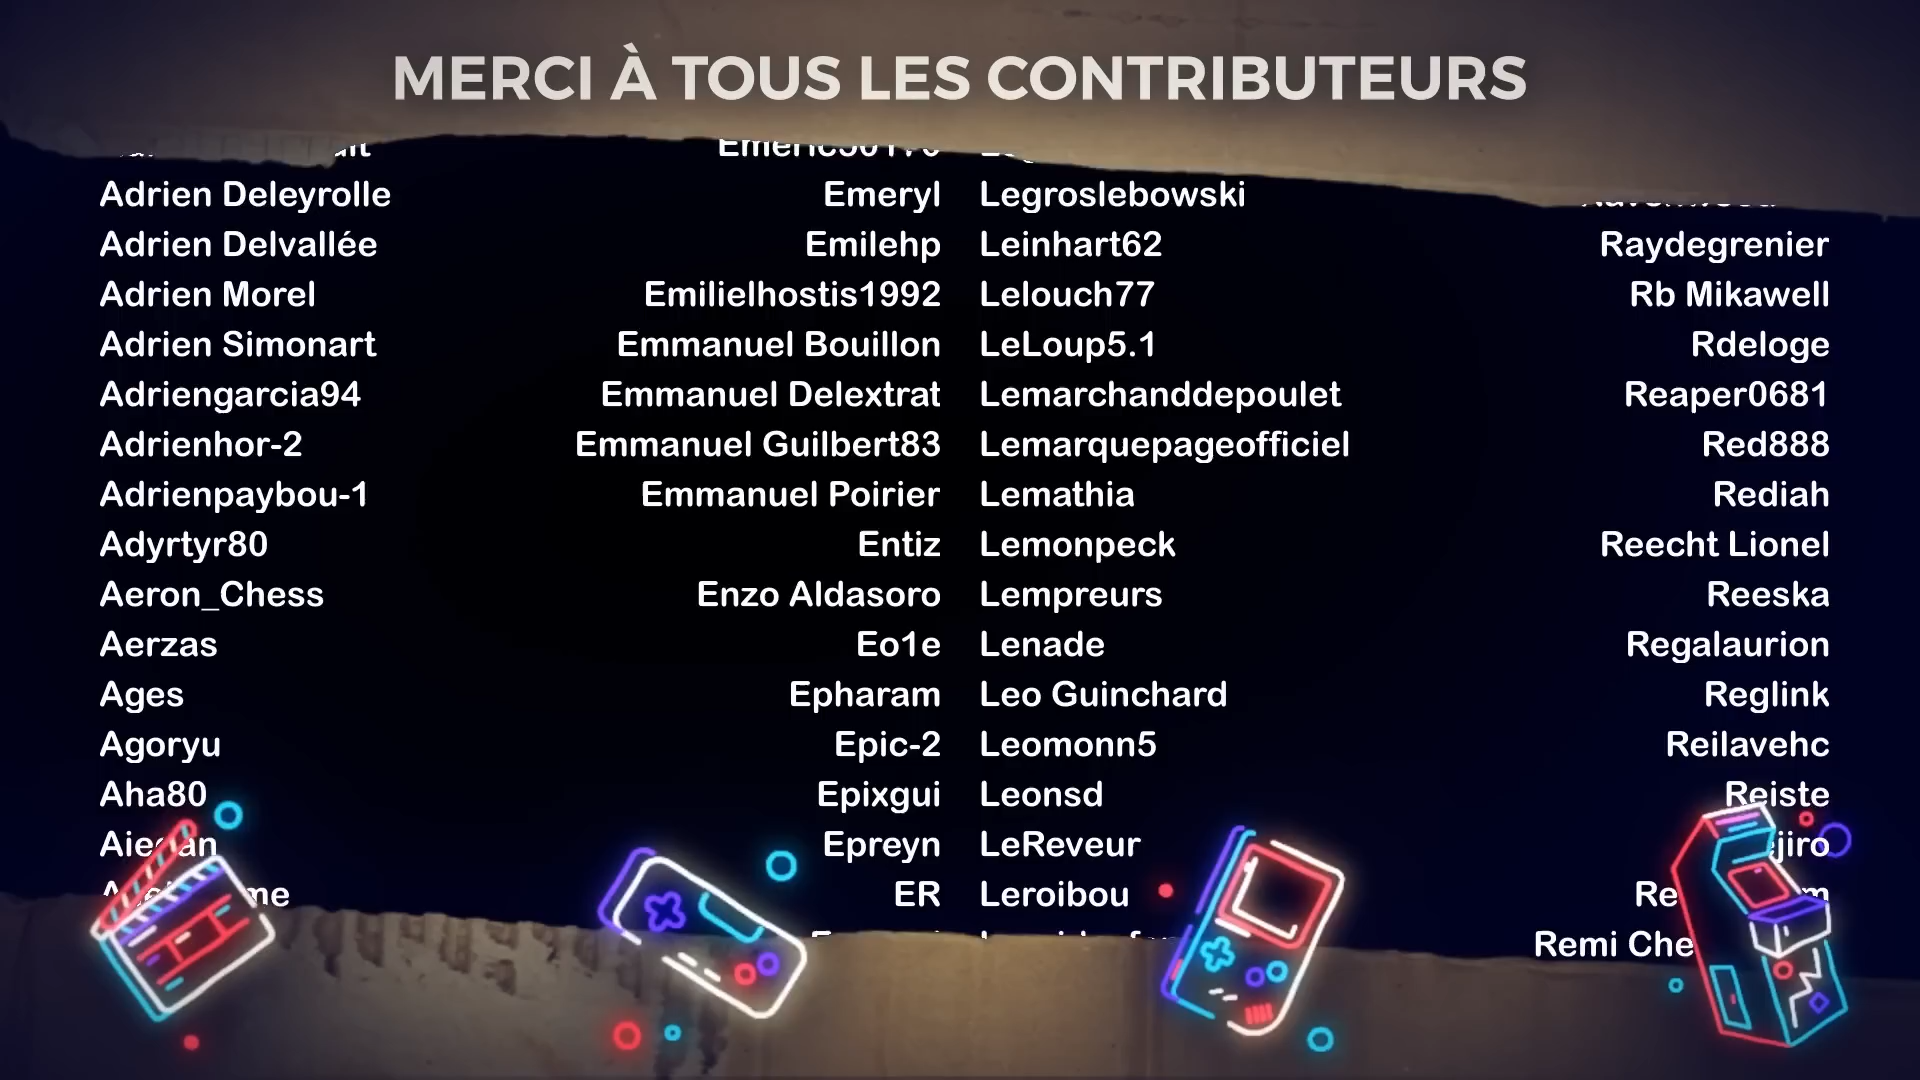 MERCI À TOUS LES CONTRIBUTEURS
Adrien Deleyrolle
Adrien Delvallée
Adrien Morel
Adrien Simonart
Adriengarcia94
Adrienhor-2
Adrienpaybou-1
Adyrtyr80
Aeron_Chess
Aerzas
Ages
Agoryu
Aha80
Emeryl
Emilehp
Emilielhostis1992
Emmanuel Bouillon
Emmanuel Delextrat
Emmanuel Guilbert83
Emmanuel Poirier
Entiz
Enzo Aldasoro
Eo1e
Epharam
Epic-2
Epixgui
Epreyn
ER
Legroslebowski
Leinhart62
Lelouch77
LeLoup5.1
Lemarchanddepoulet
Lemarquepageofficiel
Lemathia
Lemonpeck
Lempreurs
Lenade
Leo Guinchard
Leomonn5
Leonsd
LeReveur
Leroibou
Raydegrenier
Rb Mikawell
Rdeloge
Reaper0681
Red888
Rediah
Reecht Lionel
Reeska
Regalaurion
Reglink
Reilavehc
Reiste
Remi